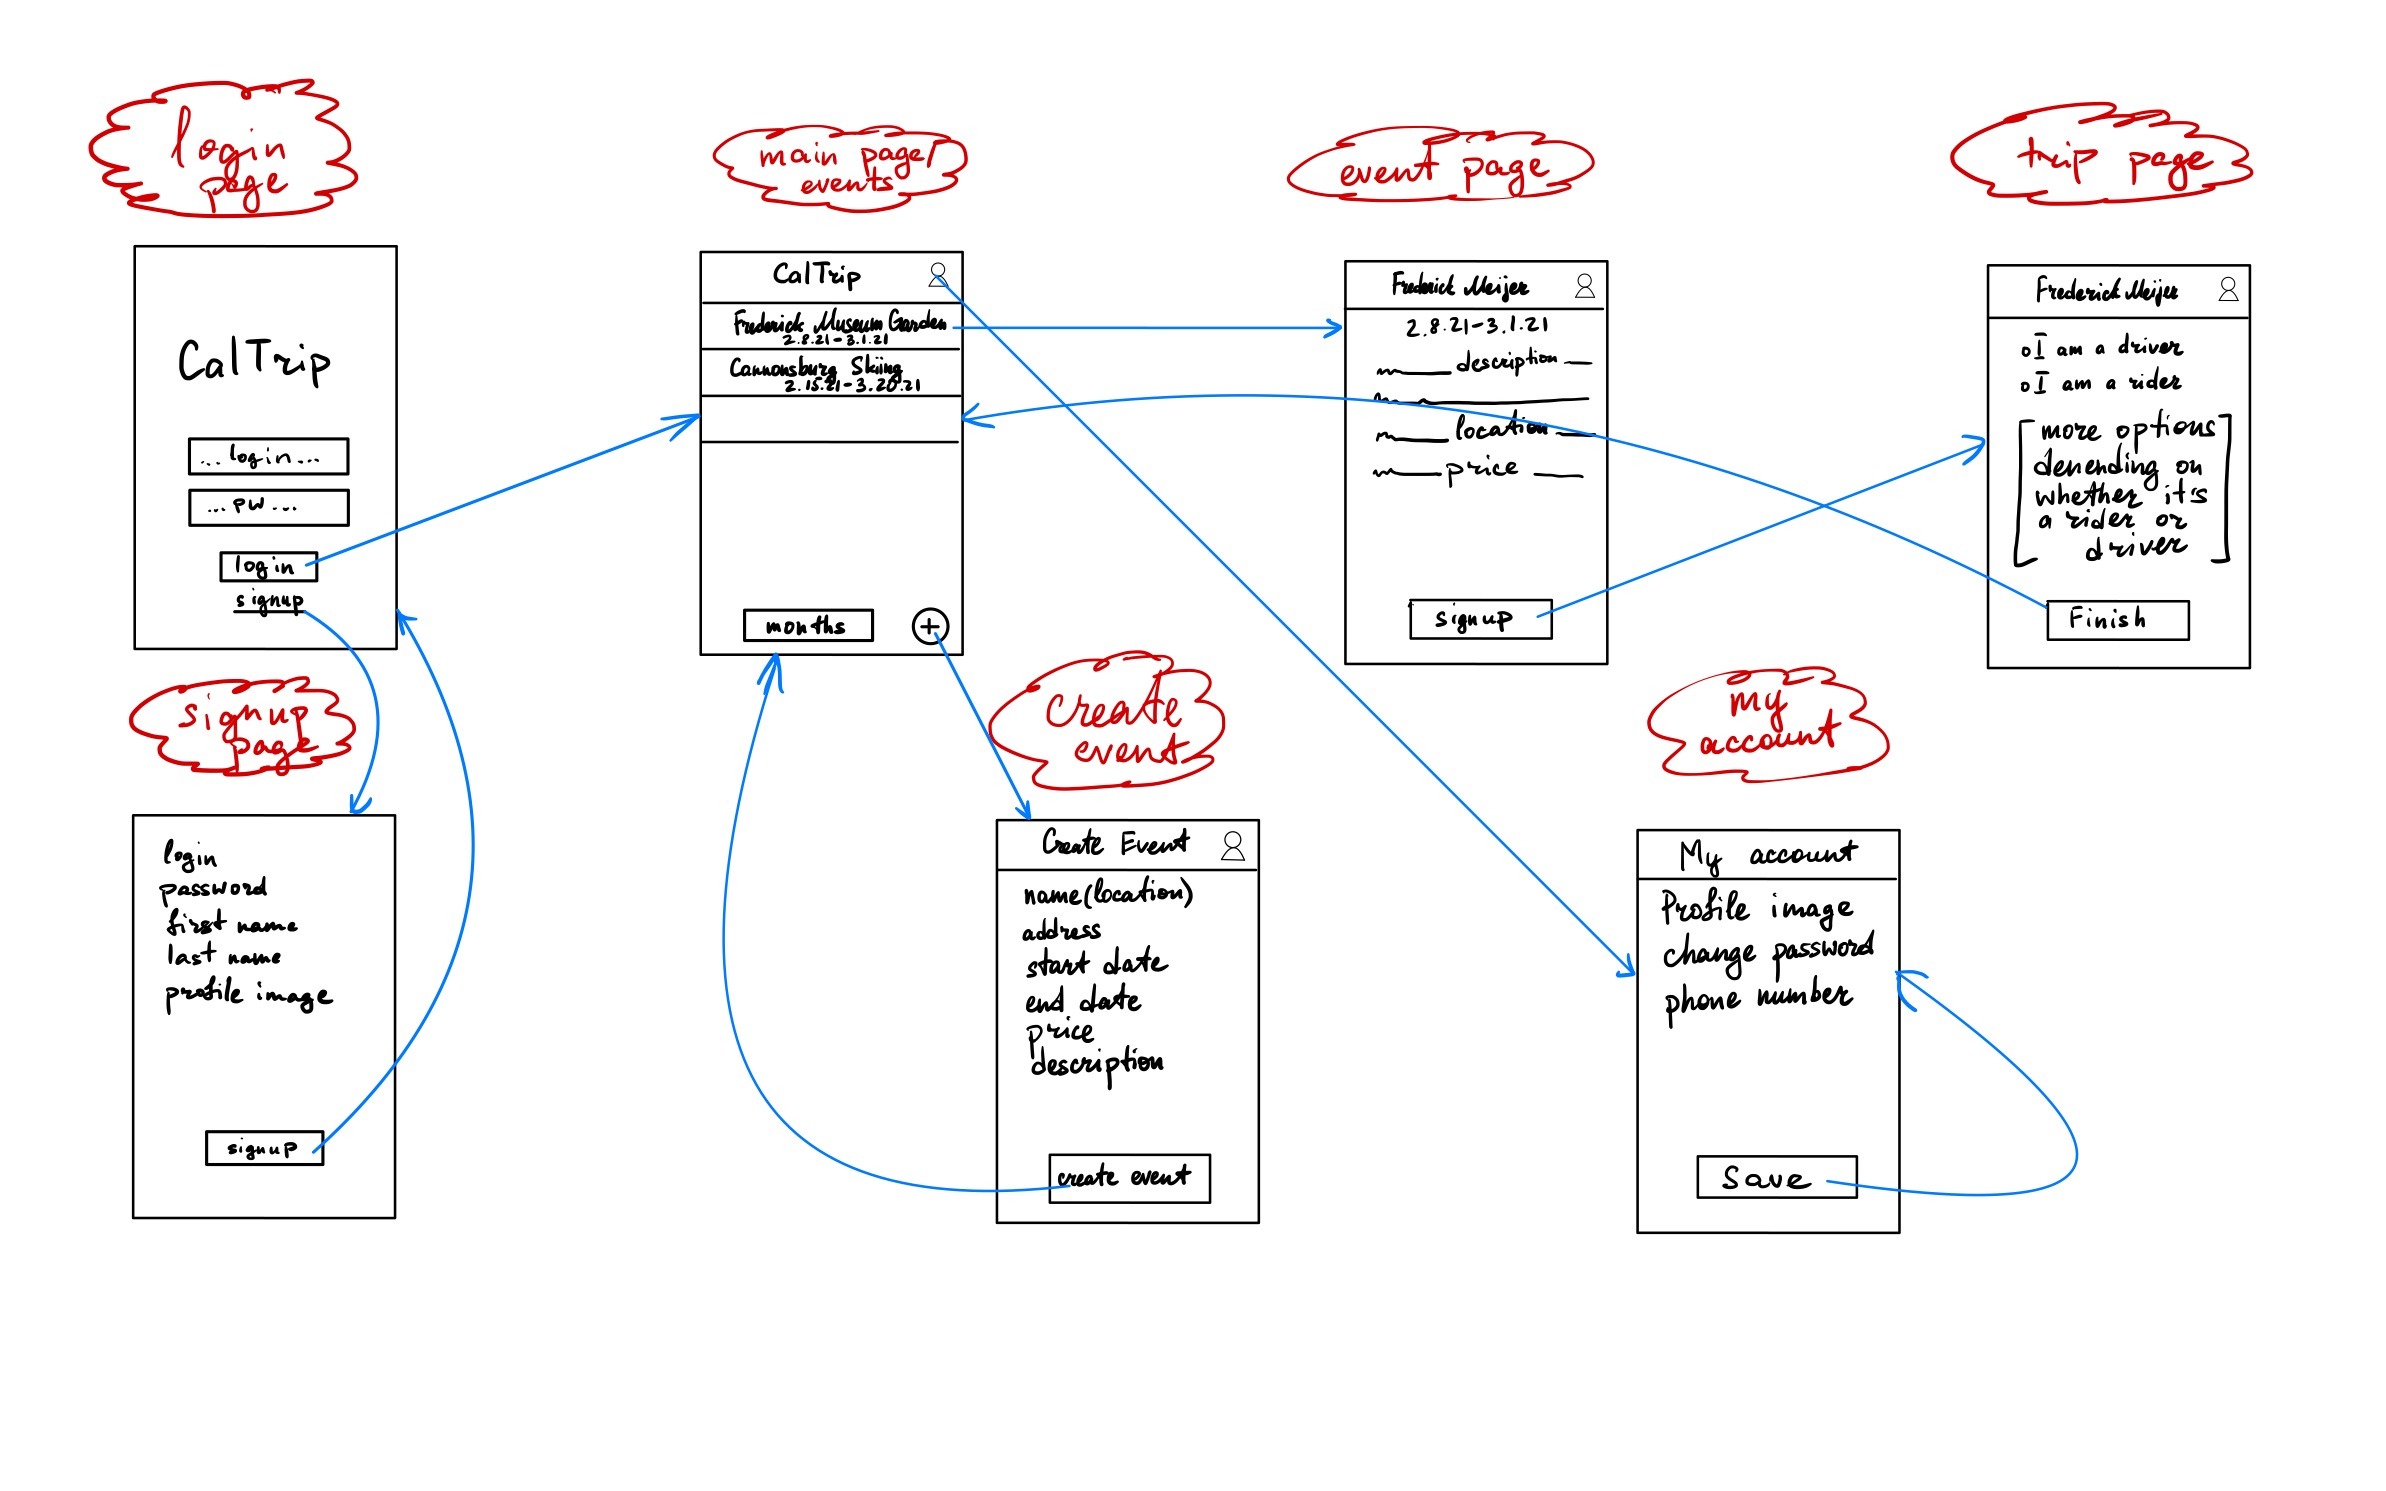 login
page
CalTrip
...login...
...pw...
login
signup
signup
page
login
password
first name
last name
profile image
signup
main page/
events
CalTrip
Frederick Museum Garden
2.8.21-3.1.21
Cannonsburg Skiing
2.15.21-3.20.21
months
+
create
event
Create Event
name(location)
address
start date
end date
price
description
create event
event page
Frederick Meijer
2.8.21-3.1.21
description
location
price
signup
trip page
Frederick Meijer
I am a driver
I am a rider
[more options
denending on
whether it's
a rider or
driver]
Finish
my
account
My account
Profile image
change password
phone number
Save